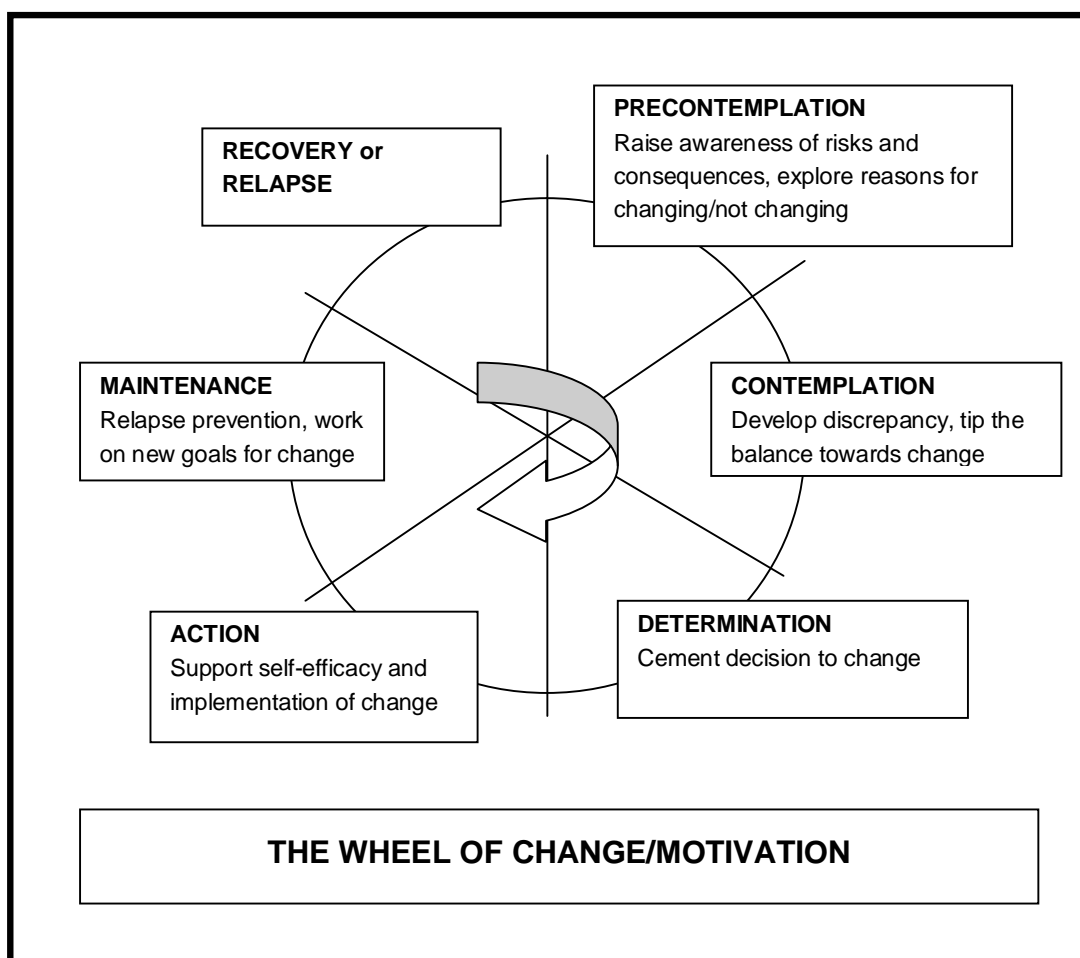 PRECONTEMPLATION
Raise awareness of risks and
consequences, explore reasons for
changing/not changing
RECOVERY or
RELAPSE
MAINTENANCE
Relapse prevention, work
on new goals for change
CONTEMPLATION
Develop discrepancy, tip the
balance towards change
ACTION
Support self-efficacy and
implementation of change
DETERMINATION
Cement decision to change
THE WHEEL OF CHANGE/MOTIVATION